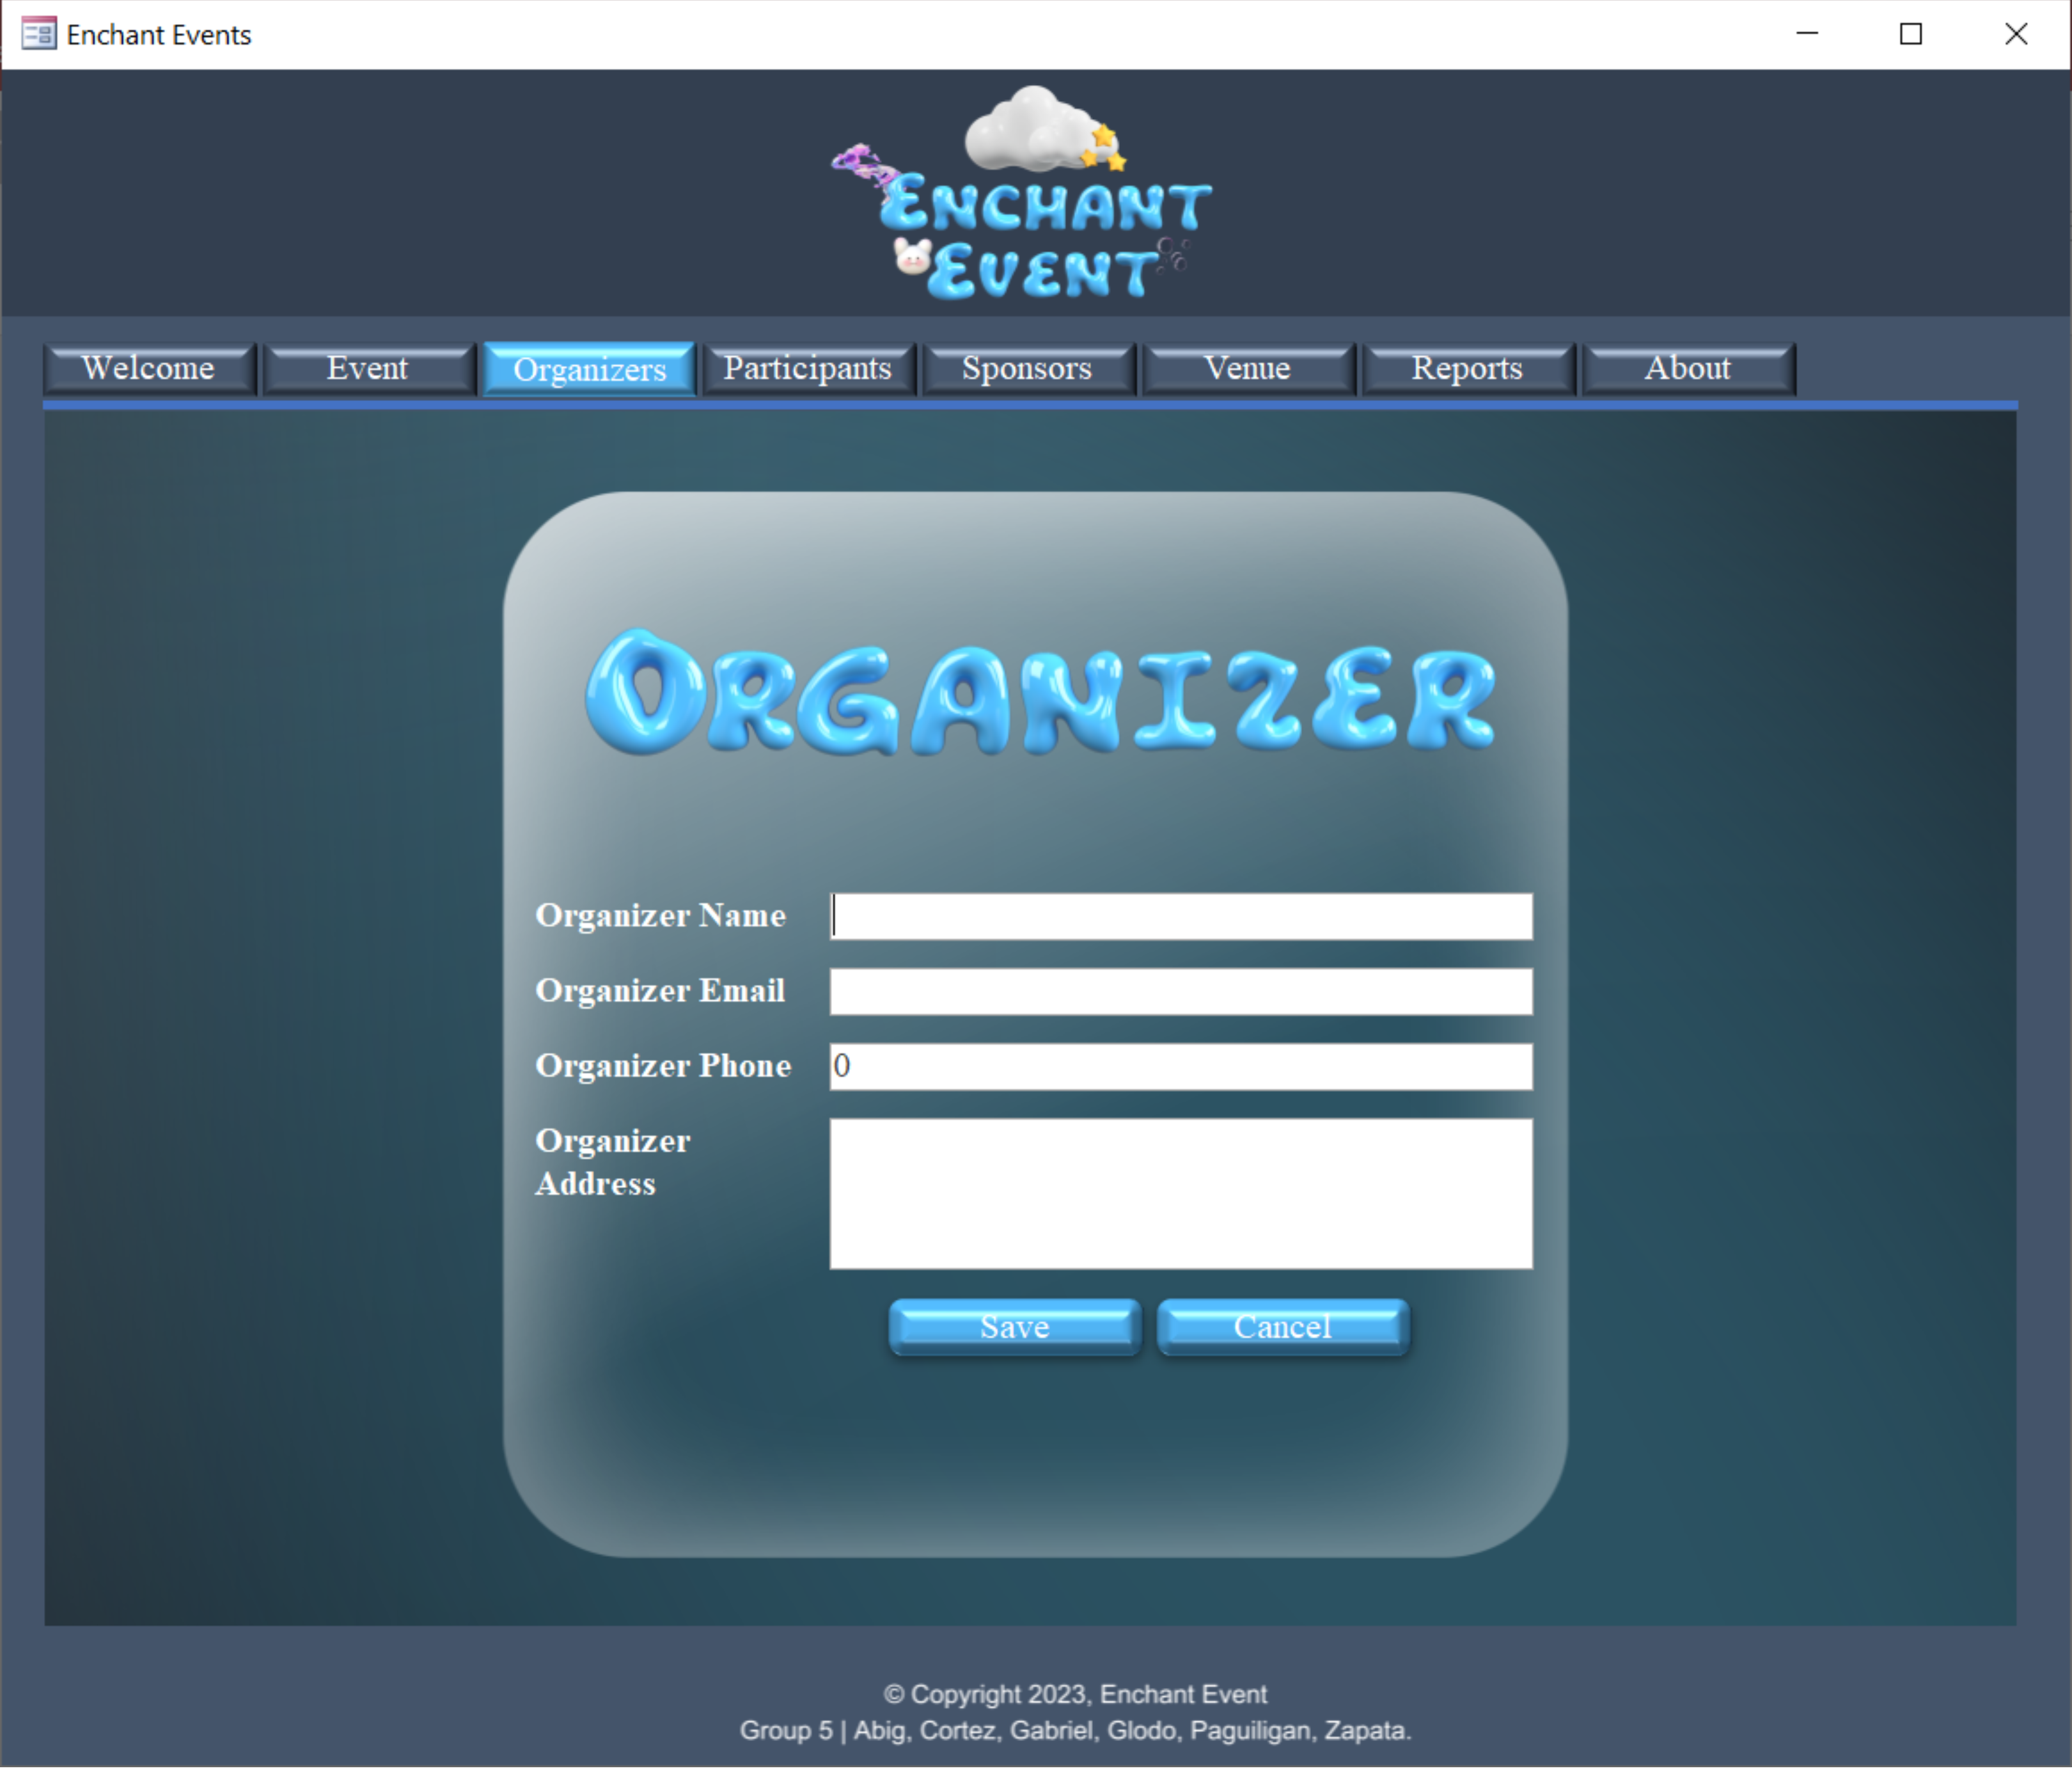 Enchant Events
ENCHANT
EVENT
Welcome Event Organizers Participants Sponsors Venue Reports About
ORGANIZER
Organizer Name
Organizer Email
Organizer Phone 0
Organizer
Address
Save Cancel
© Copyright 2023, Enchant Event
Group 5 | Abig, Cortez, Gabriel, Glodo, Paguiligan, Zapata.